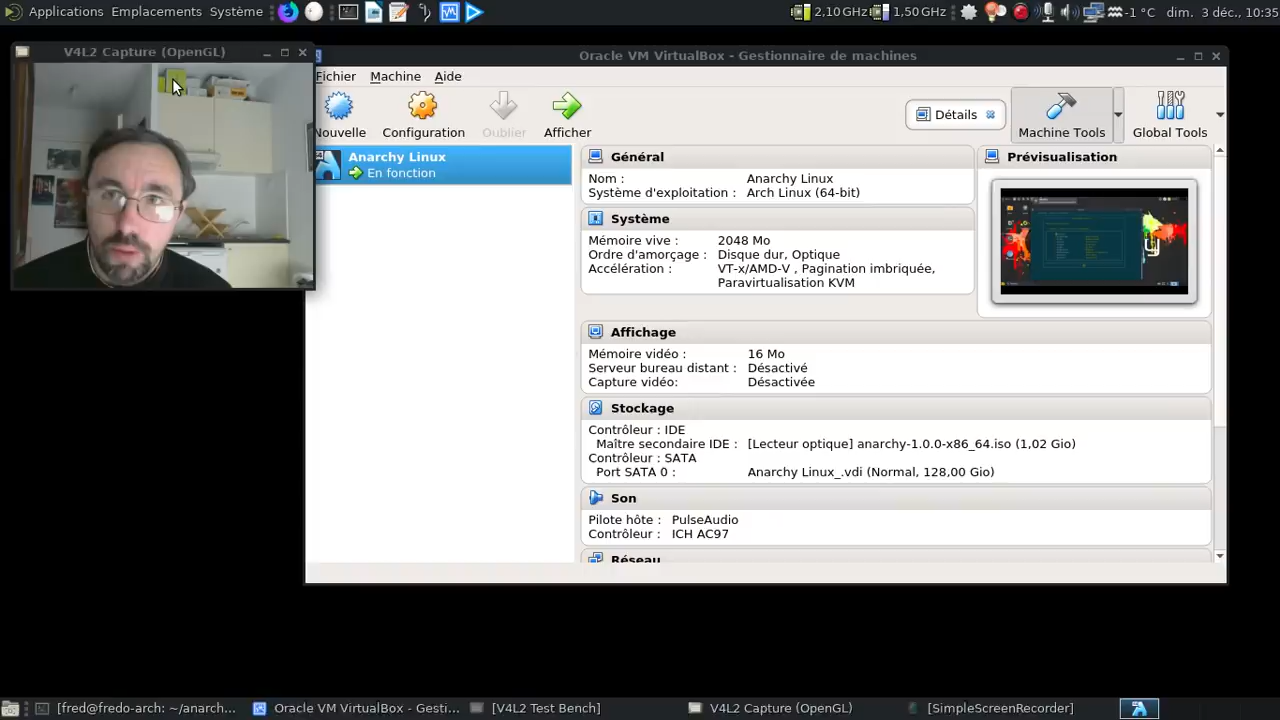 Applications Emplacements Système 2,10 GHz 1,50 GHz -1 °C dim. 3 déc., 10:35
V4L2 Capture (OpenGL)
Oracle VM VirtualBox - Gestionnaire de machines
Fichier Machine Aide
Nouvelle Configuration Oublier Afficher Détails Machine Tools Global Tools
Anarchy Linux
En fonction
Général
Nom : Anarchy Linux
Système d'exploitation : Arch Linux (64-bit)
Prévisualisation
Système
Mémoire vive : 2048 Mo
Ordre d'amorçage : Disque dur, Optique
Accélération : VT-x/AMD-V , Pagination imbriquée,
Paravirtualisation KVM
Affichage
Mémoire vidéo : 16 Mo
Serveur bureau distant : Désactivé
Capture vidéo: Désactivée
Stockage
Contrôleur : IDE
Maître secondaire IDE : [Lecteur optique] anarchy-1.0.0-x86_64.iso (1,02 Gio)
Contrôleur : SATA
Port SATA 0 : Anarchy Linux_.vdi (Normal, 128,00 Gio)
Son
Pilote hôte : PulseAudio
Contrôleur : ICH AC97
Réseau
[fred@fredo-arch: ~/anarch... Oracle VM VirtualBox - Gesti... [V4L2 Test Bench] V4L2 Capture (OpenGL) [SimpleScreenRecorder]